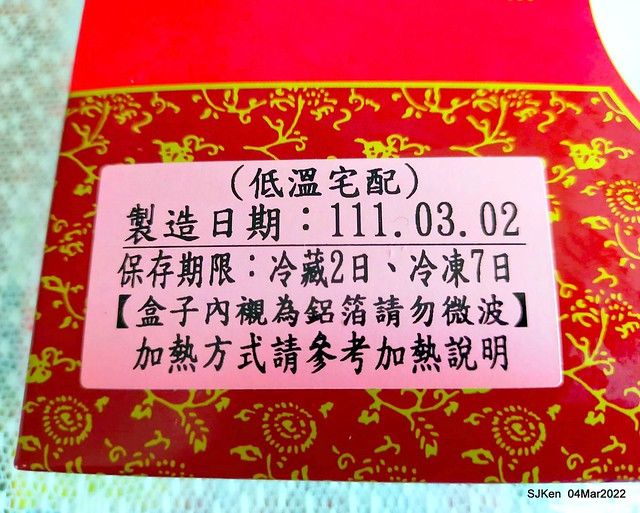 (低溫宅配)
製造日期：111.03.02
保存期限：冷藏2日、冷凍7日
【盒子內襯為鋁箔請勿微波】
加熱方式請參考加熱說明
SJKen 04Mar2022